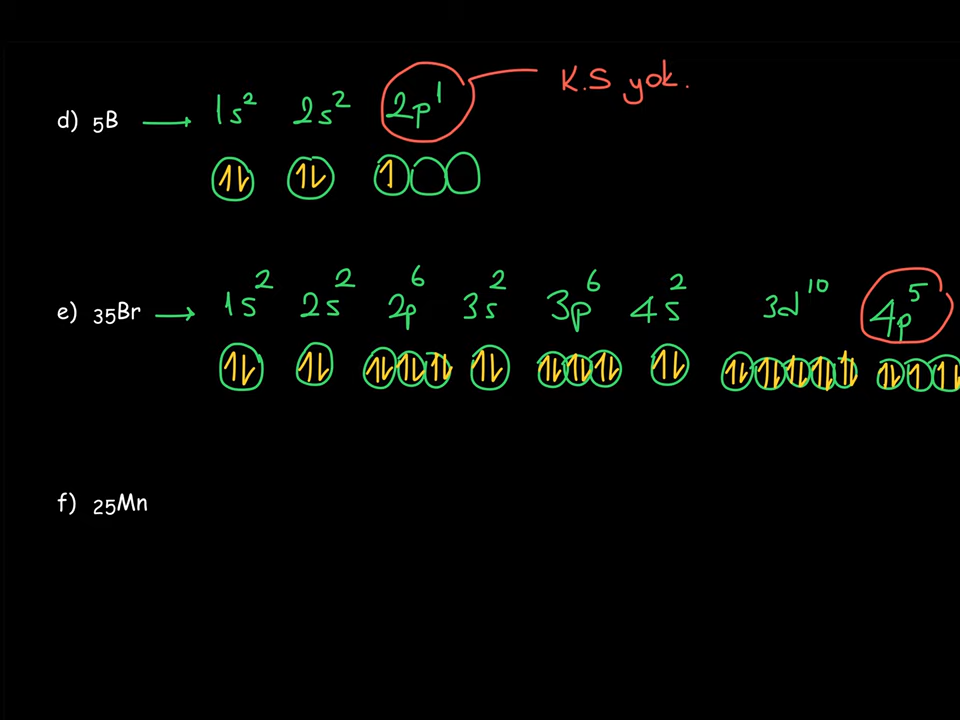 d) ₅B → 1s² 2s² 2p¹ K.S yok.
⥮ ⥮ ↿
e) ₃₅Br → 1s² 2s² 2p⁶ 3s² 3p⁶ 4s² 3d¹⁰ 4p⁵
f) ₂₅Mn